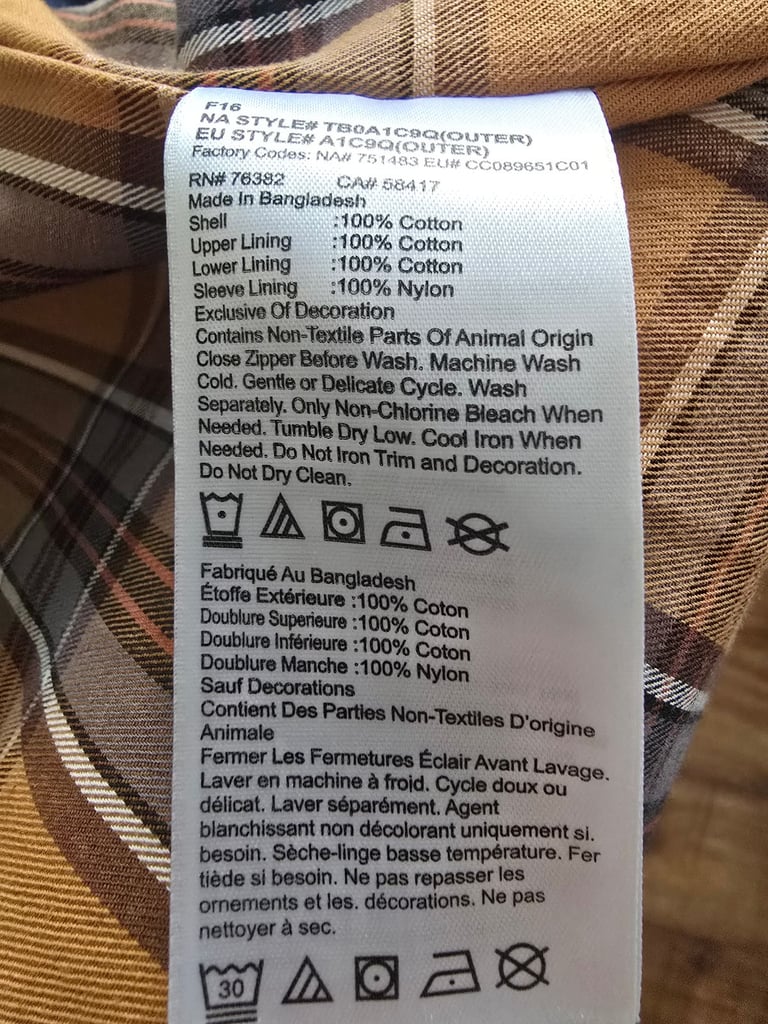 F16
NA STYLE# TB0A1C9Q(OUTER)
EU STYLE# A1C9Q(OUTER)
Factory Codes: NA# 751483 EU# CC089651C01
RN# 76382 CA# 58417
Made In Bangladesh
Shell :100% Cotton
Upper Lining :100% Cotton
Lower Lining :100% Cotton
Sleeve Lining :100% Nylon
Exclusive Of Decoration
Contains Non-Textile Parts Of Animal Origin
Close Zipper Before Wash. Machine Wash
Cold. Gentle or Delicate Cycle. Wash
Separately. Only Non-Chlorine Bleach When
Needed. Tumble Dry Low. Cool Iron When
Needed. Do Not Iron Trim and Decoration.
Do Not Dry Clean.
Fabriqué Au Bangladesh
Étoffe Extérieure :100% Coton
Doublure Superieure :100% Coton
Doublure Inférieure :100% Coton
Doublure Manche :100% Nylon
Sauf Decorations
Contient Des Parties Non-Textiles D'origine
Animale
Fermer Les Fermetures Éclair Avant Lavage.
Laver en machine à froid. Cycle doux ou
délicat. Laver séparément. Agent
blanchissant non décolorant uniquement si.
besoin. Sèche-linge basse température. Fer
tiède si besoin. Ne pas repasser les
ornements et les. décorations. Ne pas
nettoyer à sec.
30